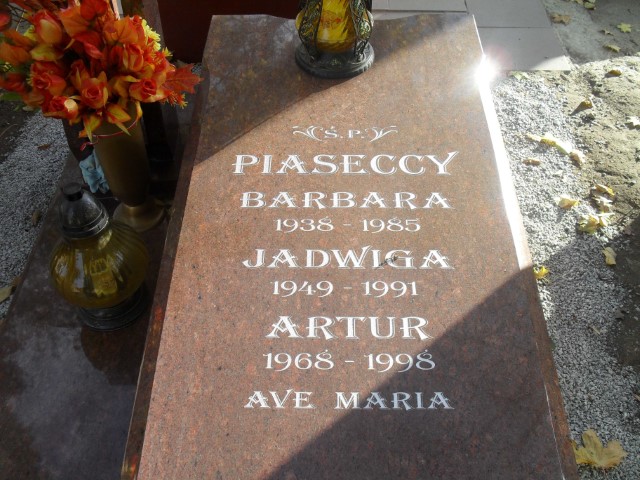 Ś.P.
PIASECCY
BARBARA
1938 - 1985
JADWIGA
1949 - 1991
ARTUR
1968 - 1998
AVE MARIA